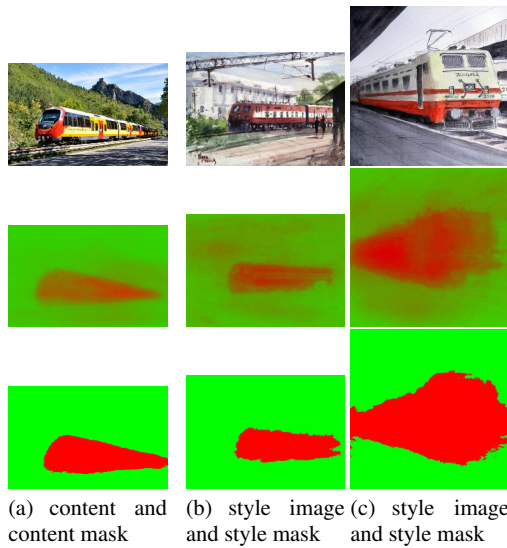 (a) content and
content mask
(b) style image
and style mask
(c) style image
and style mask